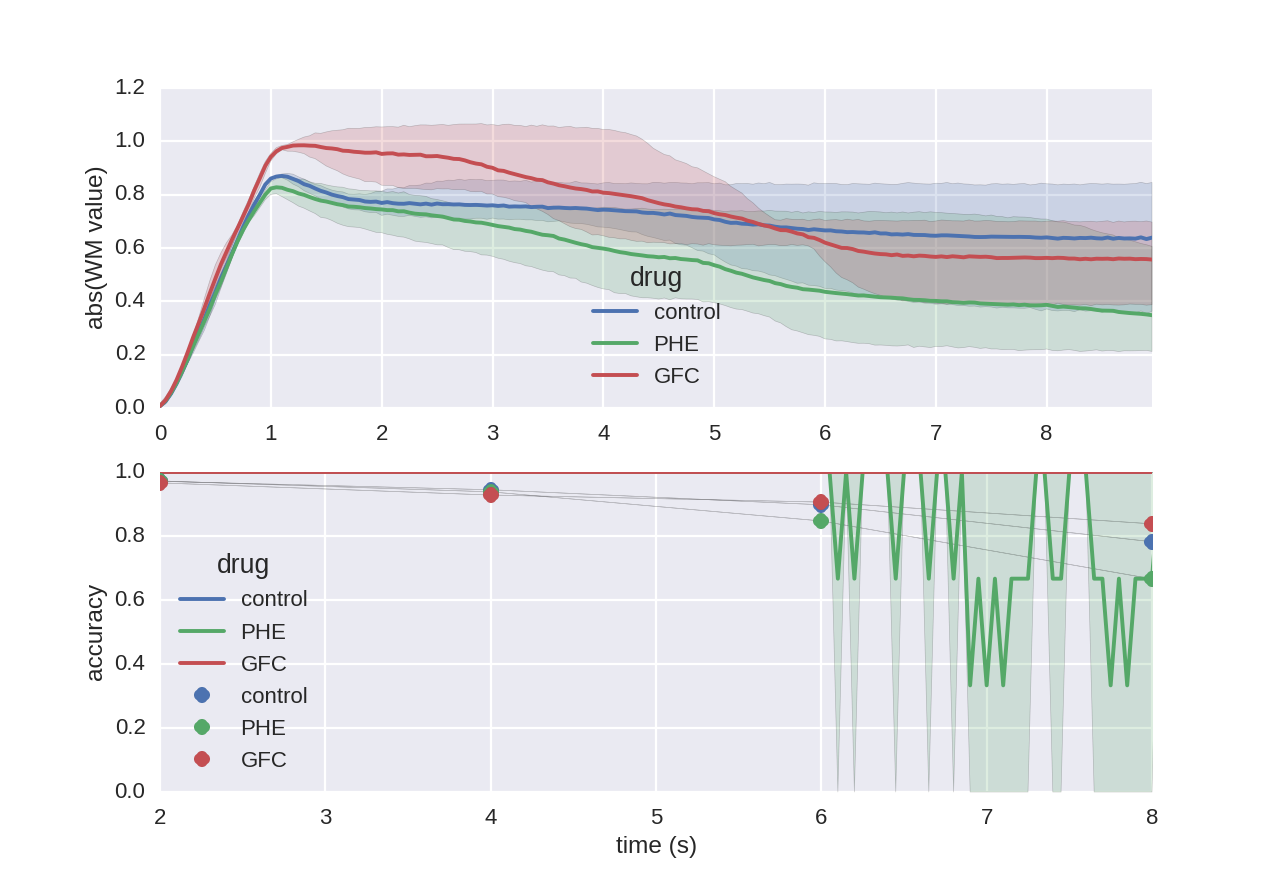 1.2
1.0
0.8
0.6
0.4
0.2
0.0
abs(WM value)
drug
control
PHE
GFC
0 1 2 3 4 5 6 7 8
1.0
0.8
0.6
0.4
0.2
0.0
accuracy
drug
control
PHE
GFC
control
PHE
GFC
2 3 4 5 6 7 8
time (s)